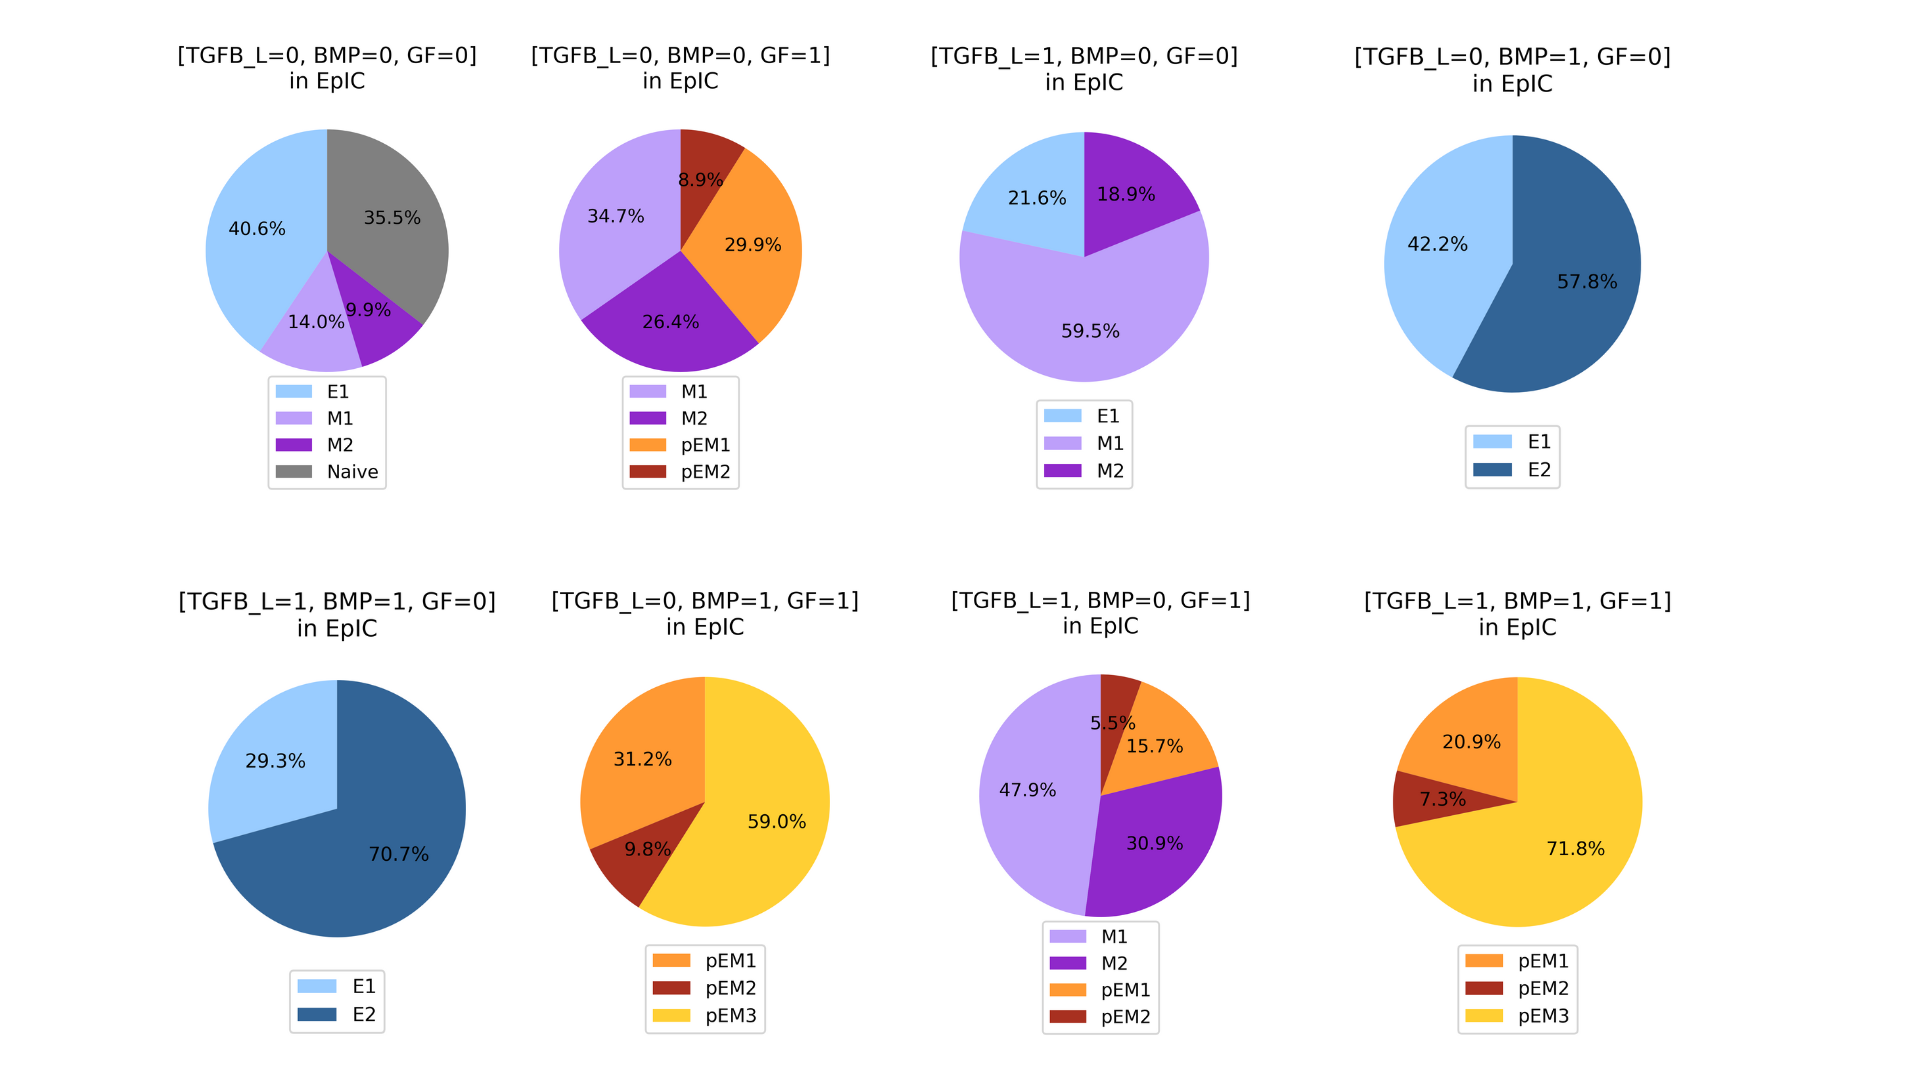 [TGFB_L=0, BMP=0, GF=0]
in EpIC
40.6%
35.5%
14.0%
9.9%
E1
M1
M2
Naive
[TGFB_L=0, BMP=0, GF=1]
in EpIC
8.9%
34.7%
29.9%
26.4%
M1
M2
pEM1
pEM2
[TGFB_L=1, BMP=0, GF=0]
in EpIC
21.6%
18.9%
59.5%
E1
M1
M2
[TGFB_L=0, BMP=1, GF=0]
in EpIC
42.2%
57.8%
E1
E2
[TGFB_L=1, BMP=1, GF=0]
in EpIC
29.3%
70.7%
E1
E2
[TGFB_L=0, BMP=1, GF=1]
in EpIC
31.2%
59.0%
9.8%
pEM1
pEM2
pEM3
[TGFB_L=1, BMP=0, GF=1]
in EpIC
5.5%
15.7%
47.9%
30.9%
M1
M2
pEM1
pEM2
[TGFB_L=1, BMP=1, GF=1]
in EpIC
20.9%
7.3%
71.8%
pEM1
pEM2
pEM3